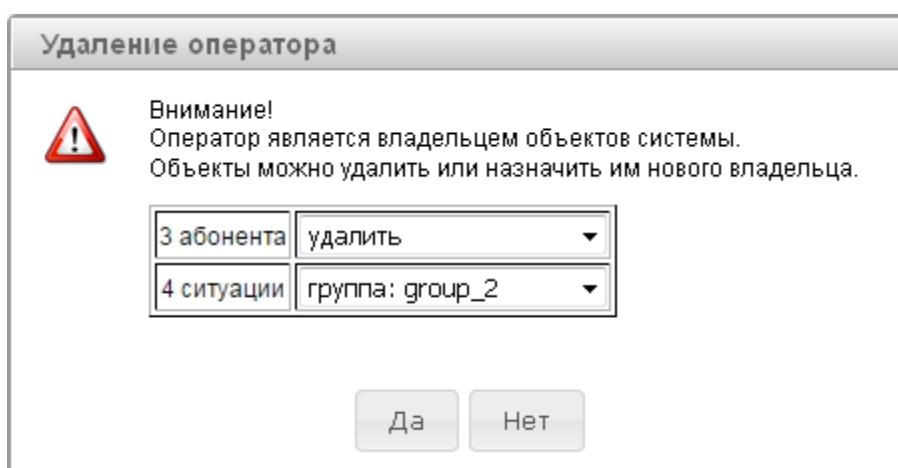 Удаление оператора
Внимание!
Оператор является владельцем объектов системы.
Объекты можно удалить или назначить им нового владельца.
3 абонента удалить
4 ситуации группа: group_2
Да Нет